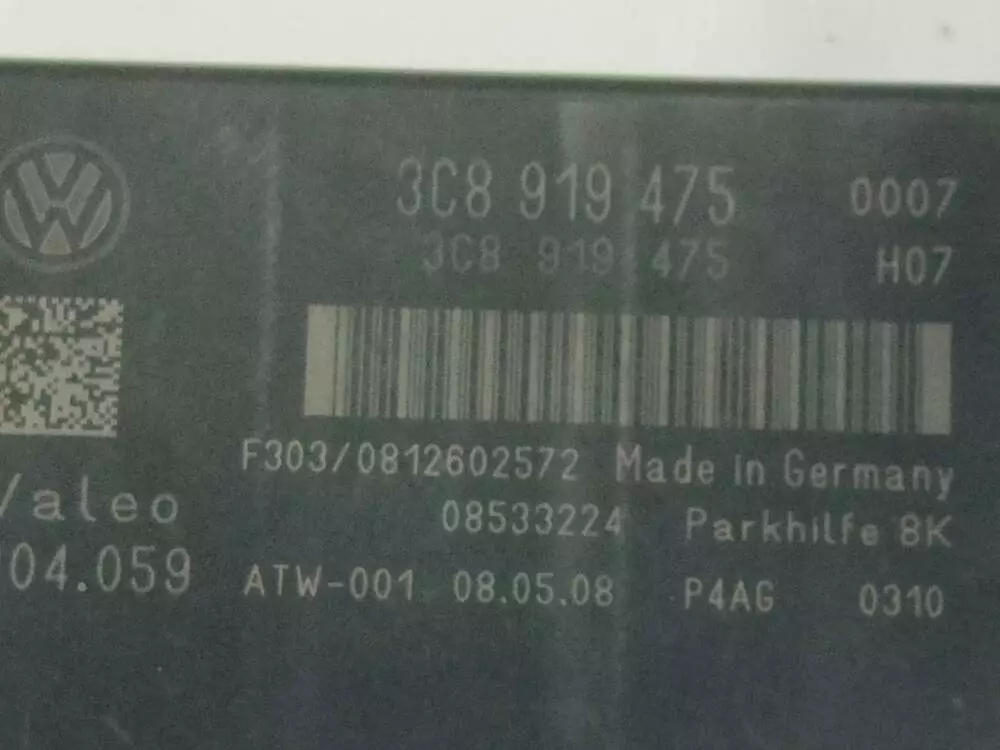 3C8 919 475 0007
3C8 919 475 H07
F303/0812602572 Made in Germany
Valeo 08533224 Parkhilfe 8K
04.059 ATW-001 08.05.08 P4AG 0310